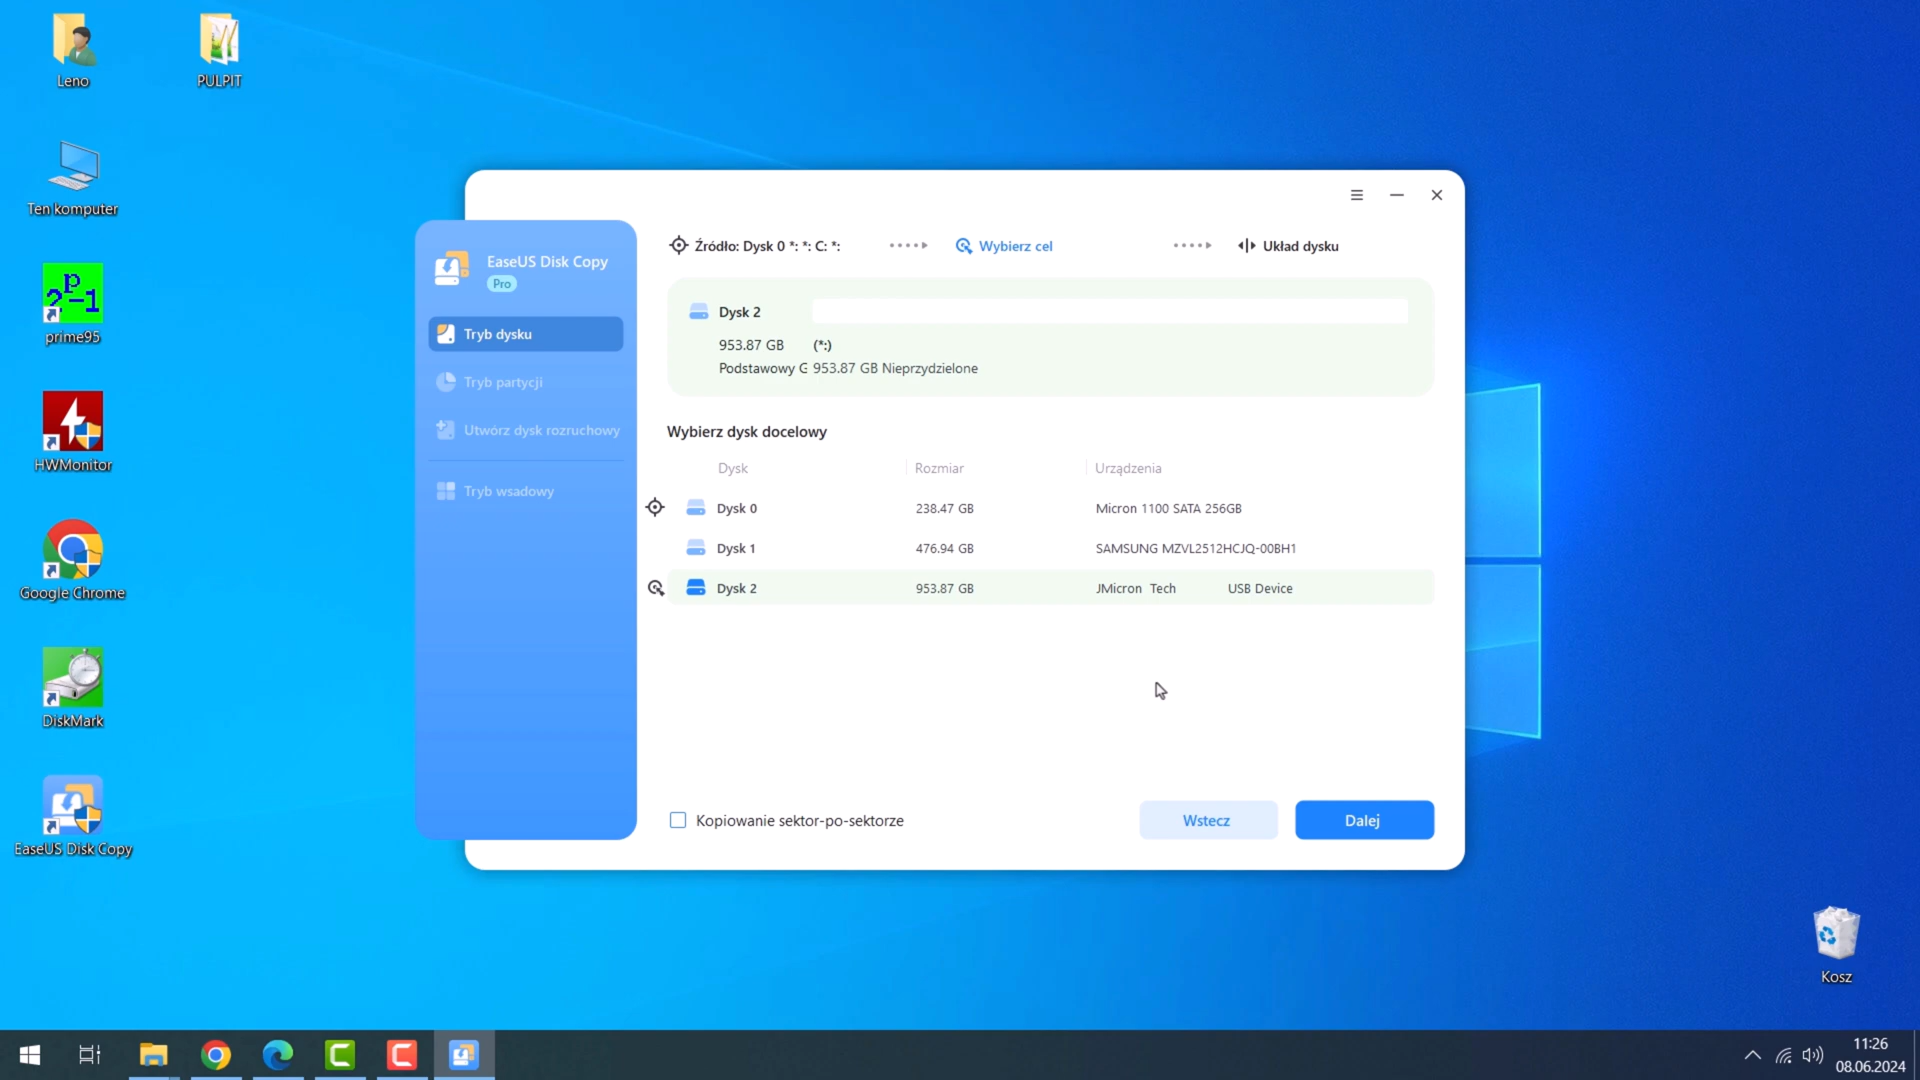 Leno
PULPIT
Ten komputer
p
2 -1
prime95
HWMonitor
Google Chrome
DiskMark
EaseUS Disk Copy
EaseUS Disk Copy
Pro
Tryb dysku
Tryb partycji
Utwórz dysk rozruchowy
Tryb wsadowy
Źródło: Dysk 0 *: *: C: *:
Wybierz cel
Układ dysku
Dysk 2
953.87 GB (*:)
Podstawowy G 953.87 GB Nieprzydzielone
Wybierz dysk docelowy
Dysk Rozmiar Urządzenia
Dysk 0 238.47 GB Micron 1100 SATA 256GB
Dysk 1 476.94 GB SAMSUNG MZVL2512HCJQ-00BH1
Dysk 2 953.87 GB JMicron Tech USB Device
Kopiowanie sektor-po-sektorze
Wstecz
Dalej
Kosz
11:26
08.06.2024